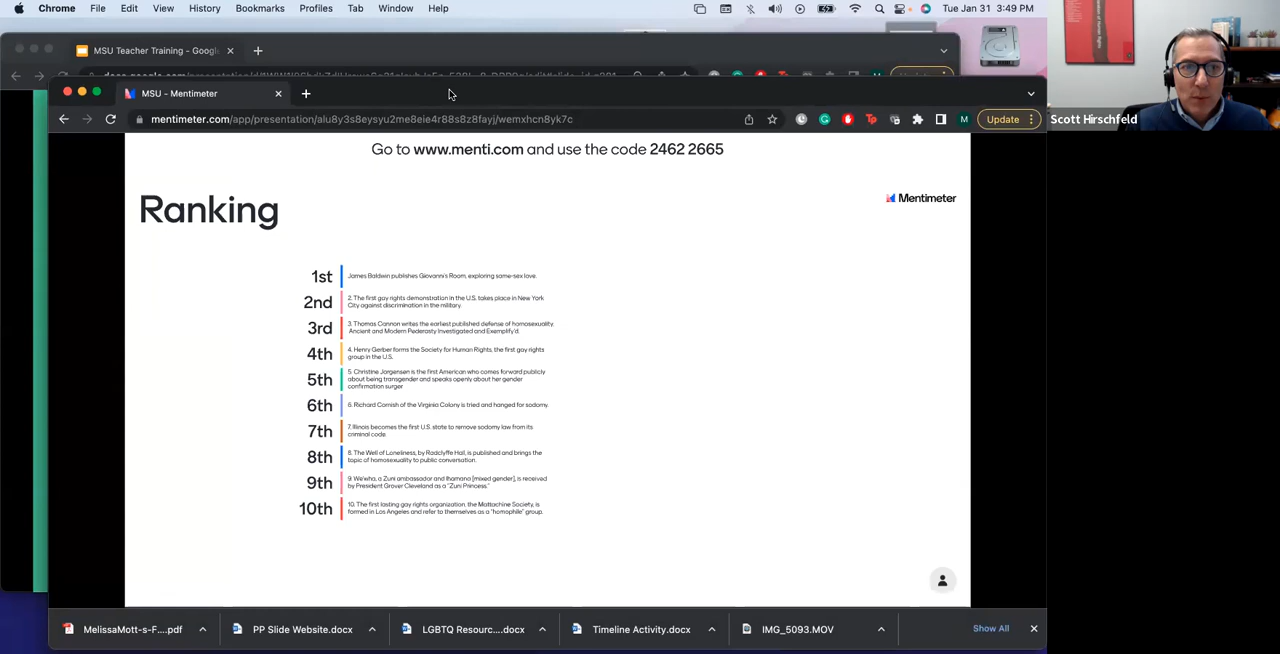 Chrome File Edit View History Bookmarks Profiles Tab Window Help Tue Jan 31 3:49 PM
MSU Teacher Training - Googl
MSU - Mentimeter
mentimeter.com/app/presentation/alu8y3s8eysyu2me8eie4r88s8z8fayj/wemxhcn8yk7c
M Update
Scott Hirschfeld
Go to www.menti.com and use the code 2462 2665
Mentimeter
Ranking
1st James Baldwin publishes Giovanni's Room, exploring same-sex love.
2nd 2. The first gay rights demonstration in the U.S. takes place in New York
City against discrimination in the military.
3rd 3. Thomas Cannon writes the earliest published defense of homosexuality,
Ancient and Modern Pederasty Investigated and Exemplify'd.
4th 4. Henry Gerber forms the Society for Human Rights, the first gay rights
group in the U.S.
5th 5. Christine Jorgensen is the first American who comes forward publicly
about being transgender and speaks openly about her gender
confirmation surger
6th 6. Richard Cornish of the Virginia Colony is tried and hanged for sodomy.
7th 7. Illinois becomes the first U.S. state to remove sodomy law from its
criminal code.
8th 8. The Well of Loneliness, by Radclyffe Hall, is published and brings the
topic of homosexuality to public conversation.
9th 9. We'wha, a Zuni ambassador and lhamana [mixed gender], is received
by President Grover Cleveland as a "Zuni Princess."
10th 10. The first lasting gay rights organization, the Mattachine Society, is
formed in Los Angeles and refer to themselves as a "homophile" group.
MelissaMott-s-F....pdf PP Slide Website.docx LGBTQ Resourc....docx Timeline Activity.docx IMG_5093.MOV Show All